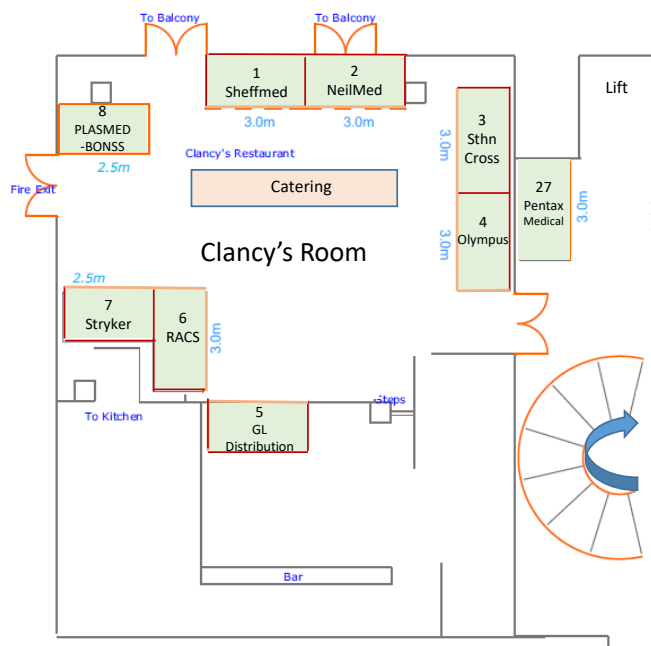 To Balcony
To Balcony
1
Sheffmed
2
NeilMed
3.0m
3.0m
8
PLASMED
-BONSS
2.5m
Fire Exit
Clancy's Restaurant
Catering
Clancy’s Room
3
Sthn
Cross
3.0m
4
Olympus
3.0m
Lift
27
Pentax
Medical
3.0m
2.5m
7
Stryker
6
RACS
3.0m
To Kitchen
Steps
5
GL
Distribution
Bar